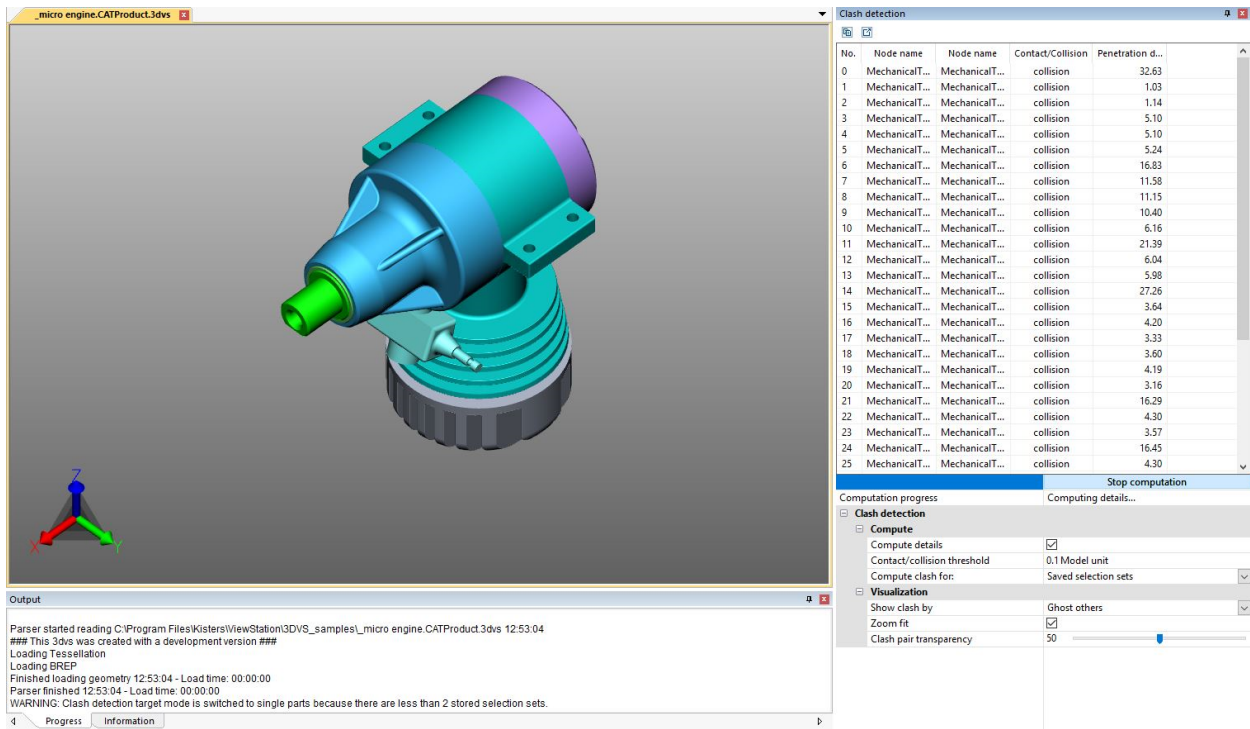 _micro engine.CATProduct.3dvs
Z
X
Y
Output
Parser started reading C:\Program Files\Kisters\ViewStation\3DVS_samples\_micro engine.CATProduct.3dvs 12:53:04
### This 3dvs was created with a development version ###
Loading Tessellation
Loading BREP
Finished loading geometry 12:53:04 - Load time: 00:00:00
Parser finished 12:53:04 - Load time: 00:00:00
WARNING: Clash detection target mode is switched to single parts because there are less than 2 stored selection sets.
Progress Information
Clash detection
No. Node name Node name Contact/Collision Penetration d...
0 MechanicalT... MechanicalT... collision 32.63
1 MechanicalT... MechanicalT... collision 1.03
2 MechanicalT... MechanicalT... collision 1.14
3 MechanicalT... MechanicalT... collision 5.10
4 MechanicalT... MechanicalT... collision 5.10
5 MechanicalT... MechanicalT... collision 5.24
6 MechanicalT... MechanicalT... collision 16.83
7 MechanicalT... MechanicalT... collision 11.58
8 MechanicalT... MechanicalT... collision 11.15
9 MechanicalT... MechanicalT... collision 10.40
10 MechanicalT... MechanicalT... collision 6.16
11 MechanicalT... MechanicalT... collision 21.39
12 MechanicalT... MechanicalT... collision 6.04
13 MechanicalT... MechanicalT... collision 5.98
14 MechanicalT... MechanicalT... collision 27.26
15 MechanicalT... MechanicalT... collision 3.64
16 MechanicalT... MechanicalT... collision 4.20
17 MechanicalT... MechanicalT... collision 3.33
18 MechanicalT... MechanicalT... collision 3.60
19 MechanicalT... MechanicalT... collision 4.19
20 MechanicalT... MechanicalT... collision 3.16
21 MechanicalT... MechanicalT... collision 16.29
22 MechanicalT... MechanicalT... collision 4.30
23 MechanicalT... MechanicalT... collision 3.57
24 MechanicalT... MechanicalT... collision 16.45
25 MechanicalT... MechanicalT... collision 4.30
Stop computation
Computation progress Computing details...
Clash detection
Compute
Compute details
Contact/collision threshold 0.1 Model unit
Compute clash for: Saved selection sets
Visualization
Show clash by Ghost others
Zoom fit
Clash pair transparency 50